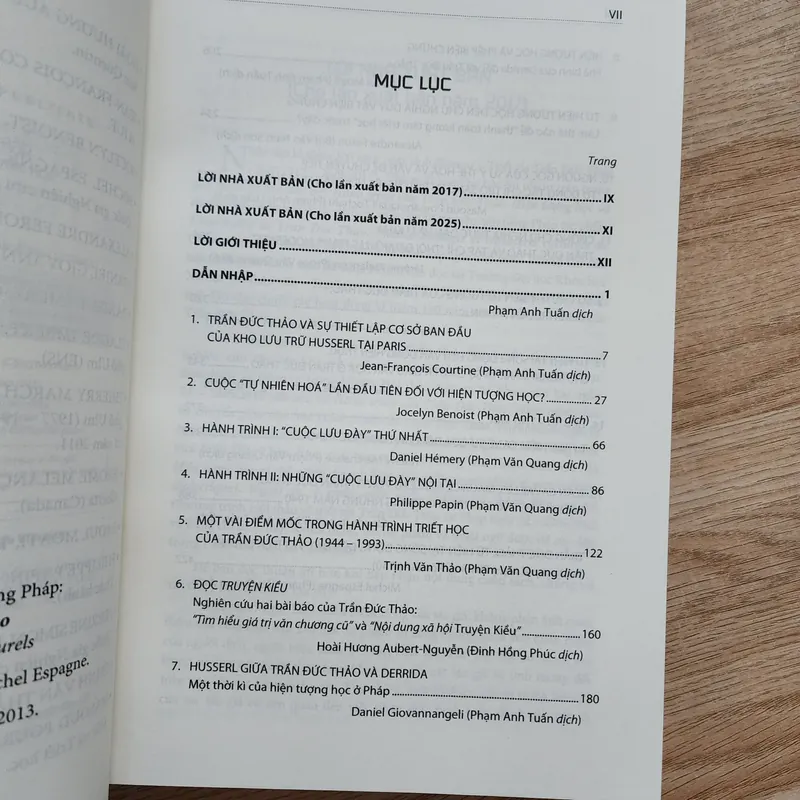 VII
MỤC LỤC
Trang
LỜI NHÀ XUẤT BẢN (Cho lần xuất bản năm 2017) IX
LỜI NHÀ XUẤT BẢN (Cho lần xuất bản năm 2025) XI
LỜI GIỚI THIỆU XII
DẪN NHẬP 1
Phạm Anh Tuấn dịch
1. TRẦN ĐỨC THẢO VÀ SỰ THIẾT LẬP CƠ SỞ BAN ĐẦU
CỦA KHO LƯU TRỮ HUSSERL TẠI PARIS 7
Jean-François Courtine (Phạm Anh Tuấn dịch)
2. CUỘC “TỰ NHIÊN HOÁ” LẦN ĐẦU TIÊN ĐỐI VỚI HIỆN TƯỢNG HỌC? 27
Jocelyn Benoist (Phạm Anh Tuấn dịch)
3. HÀNH TRÌNH I: “CUỘC LƯU ĐÀY” THỨ NHẤT 66
Daniel Hémery (Phạm Văn Quang dịch)
4. HÀNH TRÌNH II: NHỮNG “CUỘC LƯU ĐÀY” NỘI TẠI 86
Philippe Papin (Phạm Văn Quang dịch)
5. MỘT VÀI ĐIỂM MỐC TRONG HÀNH TRÌNH TRIẾT HỌC
CỦA TRẦN ĐỨC THẢO (1944 – 1993) 122
Trịnh Văn Thảo (Phạm Văn Quang dịch)
6. ĐỌC TRUYỆN KIỀU
Nghiên cứu hai bài báo của Trần Đức Thảo:
“Tìm hiểu giá trị văn chương cũ” và “Nội dung xã hội Truyện Kiều” 160
Hoài Hương Aubert-Nguyễn (Đinh Hồng Phúc dịch)
7. HUSSERL GIỮA TRẦN ĐỨC THẢO VÀ DERRIDA
Một thời kì của hiện tượng học ở Pháp 180
Daniel Giovannangeli (Phạm Anh Tuấn dịch)
ng Pháp:
o
urels
chel Espagne.
2013.